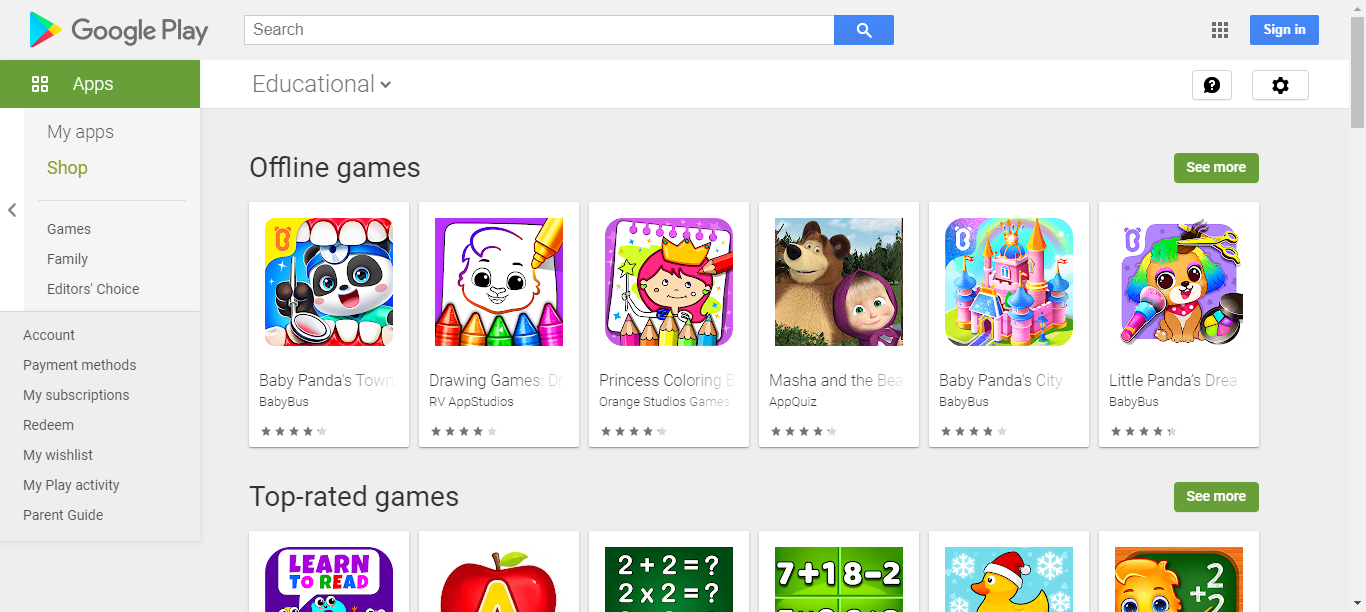 Google Play
Search
Sign in
Apps
Educational
My apps
Shop
Games
Family
Editors' Choice
Account
Payment methods
My subscriptions
Redeem
My wishlist
My Play activity
Parent Guide
Offline games
See more
Baby Panda's Town
BabyBus
Drawing Games: Dr
RV AppStudios
Princess Coloring B
Orange Studios Games
Masha and the Bea
AppQuiz
Baby Panda's City
BabyBus
Little Panda's Drea
BabyBus
Top-rated games
See more
LEARN
TO READ
A
2 + 2 = ?
2 x 2 = ?
7+18-2
2
+2